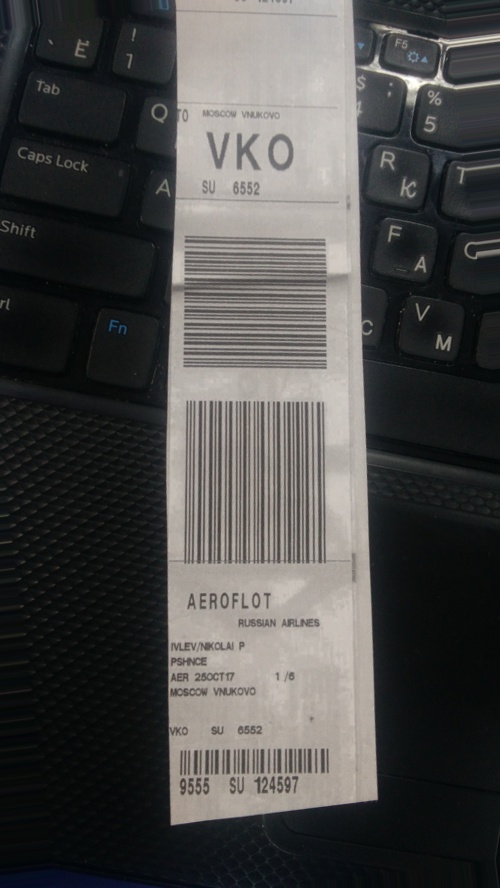 TO MOSCOW VNUKOVO
VKO
SU 6552
AEROFLOT
RUSSIAN AIRLINES
IVLEV/NIKOLAI P
PSHNCE
AER 25OCT17 1/6
MOSCOW VNUKOVO
VKO SU 6552
9555 SU 124597
` Ё
! 1
Tab
Q
Caps Lock
A
Shift
Fn
F5
$ ;
4
% 5
R К
T
F А
C
V М